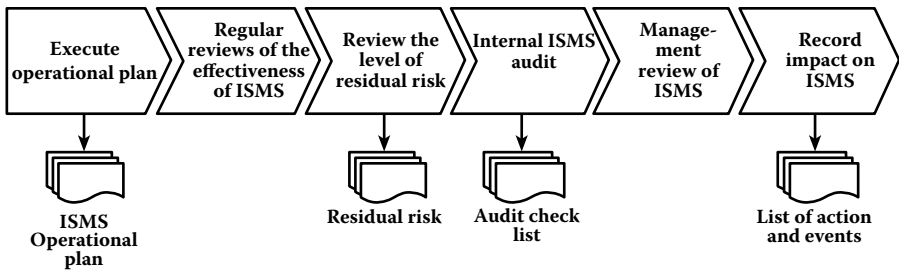 Execute
operational plan
Regular
reviews of the
effectiveness
of ISMS
Review the
level of
residual risk
Internal ISMS
audit
Manage-
ment
review of
ISMS
Record
impact on
ISMS
ISMS
Operational
plan
Residual risk
Audit check
list
List of action
and events